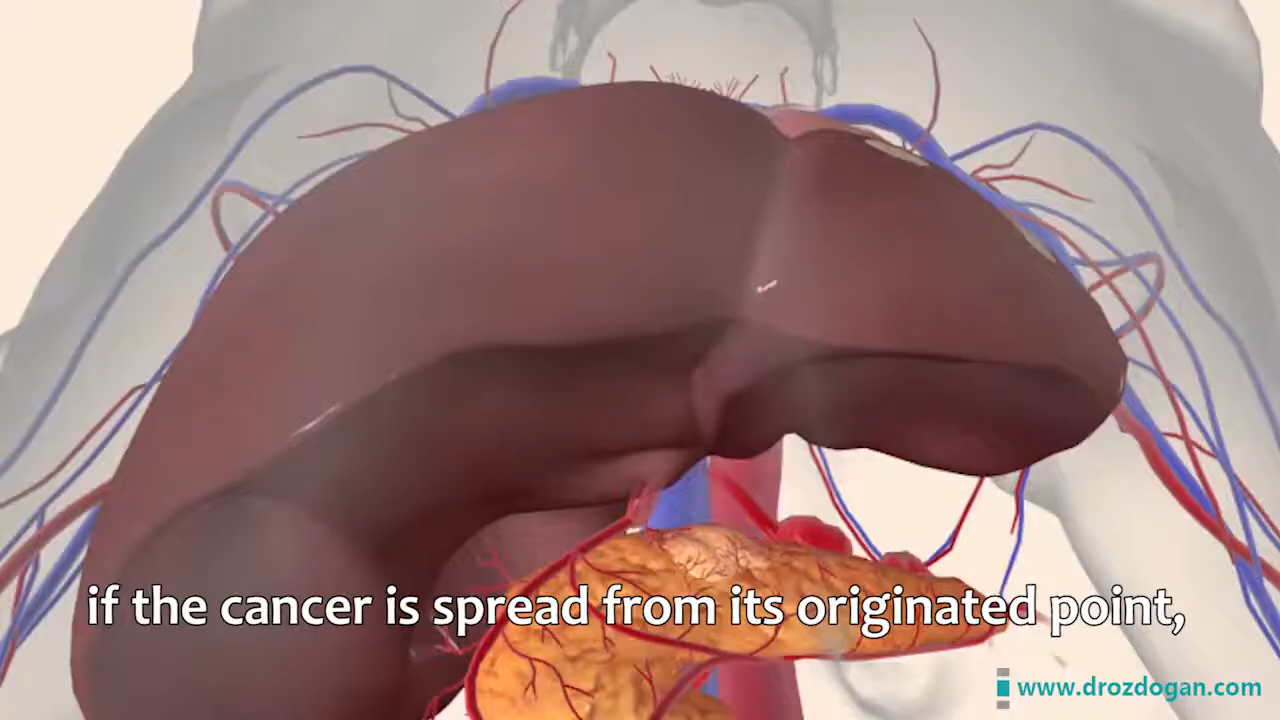 if the cancer is spread from its originated point,
www.drozdogan.com